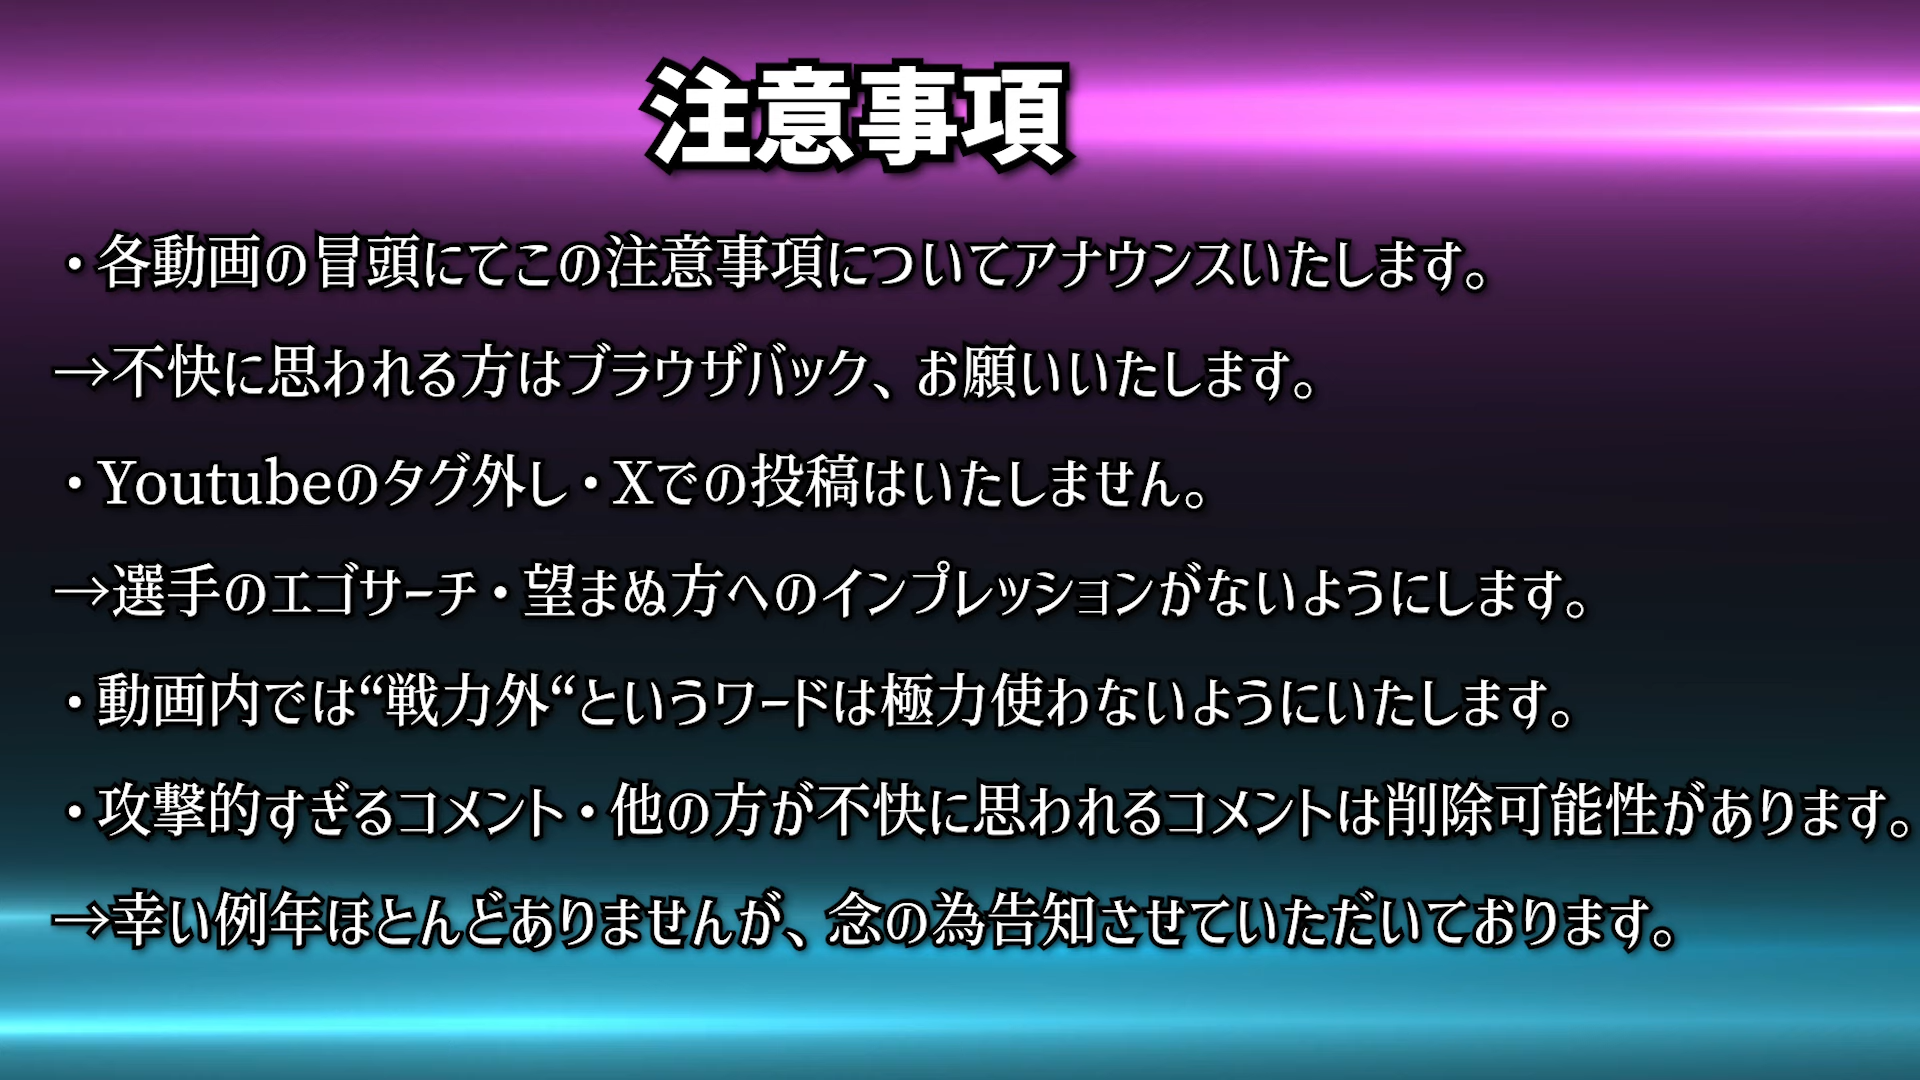 注意事項
・各動画の冒頭にてこの注意事項についてアナウンスいたします。
→不快に思われる方はブラウザバック、お願いいたします。
・Youtubeのタグ外し・Xでの投稿はいたしません。
→選手のエゴサーチ・望まぬ方へのインプレッションがないようにします。
・動画内では“戦力外“というワードは極力使わないようにいたします。
・攻撃的すぎるコメント・他の方が不快に思われるコメントは削除可能性があります。
→幸い例年ほとんどありませんが、念の為告知させていただいております。